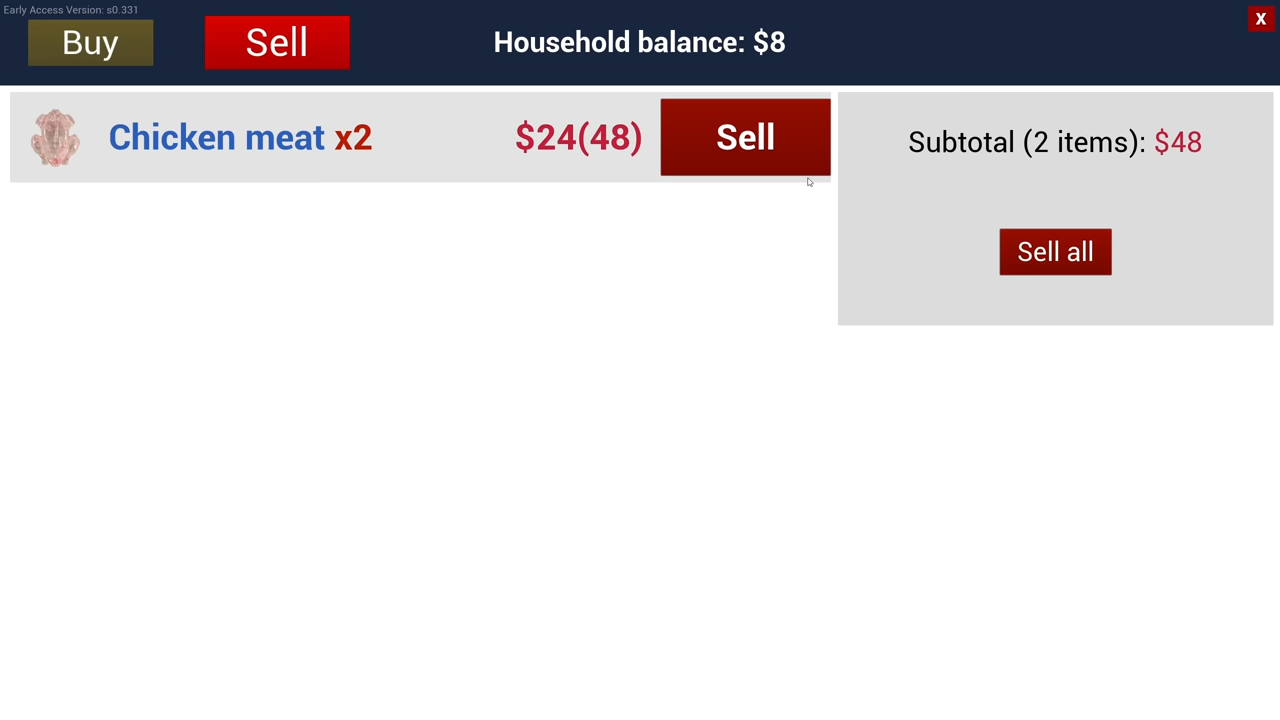 Early Access Version: s0.331
Buy
Sell
Household balance: $8
X
Chicken meat x2
$24(48)
Sell
Subtotal (2 items): $48
Sell all